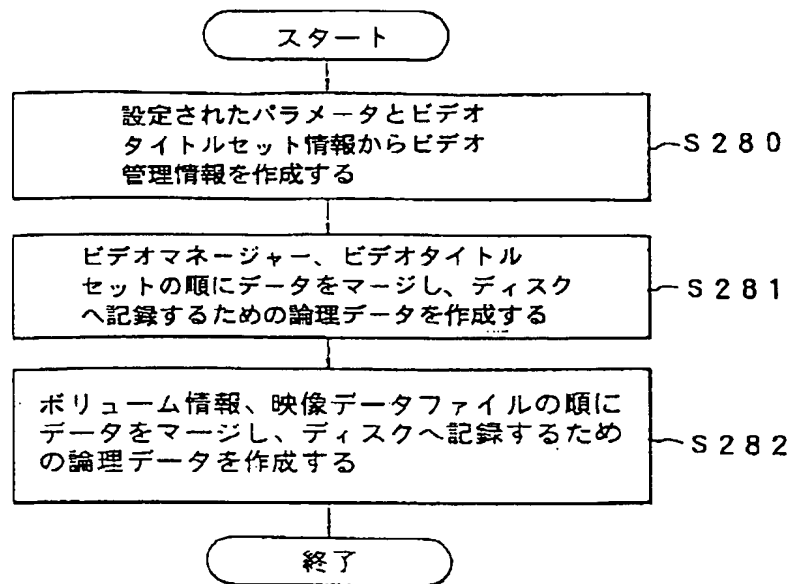 スタート
設定されたパラメータとビデオ
タイトルセット情報からビデオ
管理情報を作成する
S280
ビデオマネージャー、ビデオタイトル
セットの順にデータをマージし、ディスク
へ記録するための論理データを作成する
S281
ボリューム情報、映像データファイルの順に
データをマージし、ディスクへ記録するため
の論理データを作成する
S282
終了